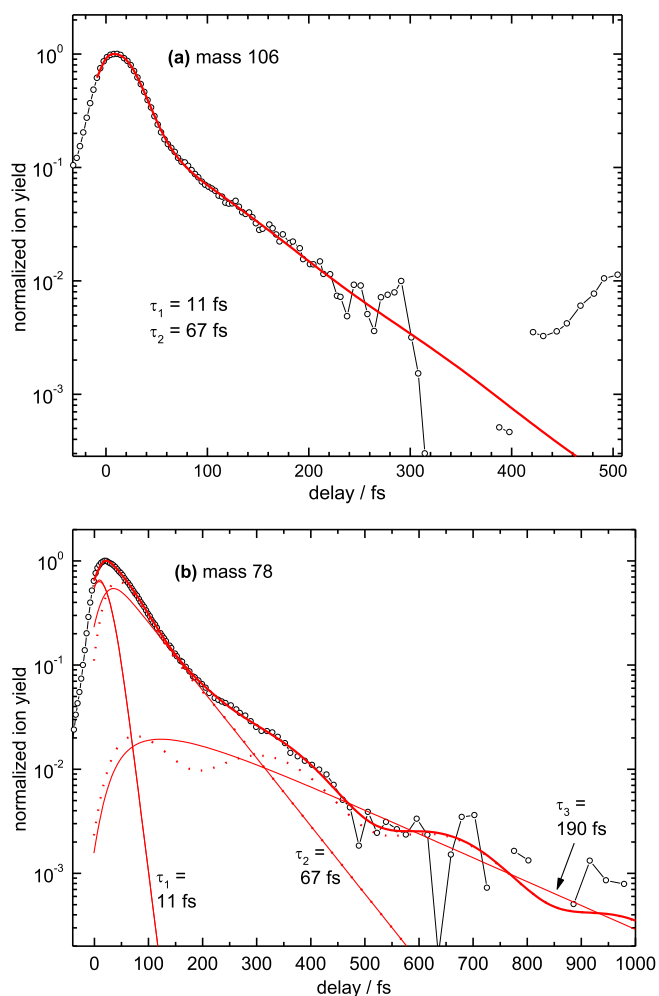 (a) mass 106
normalized ion yield
10⁰
10⁻¹
10⁻²
10⁻³
τ₁ = 11 fs
τ₂ = 67 fs
0 100 200 300 400 500
delay / fs
(b) mass 78
normalized ion yield
10⁰
10⁻¹
10⁻²
10⁻³
τ₁ =
11 fs
τ₂ =
67 fs
τ₃ =
190 fs
0 100 200 300 400 500 600 700 800 900 1000
delay / fs